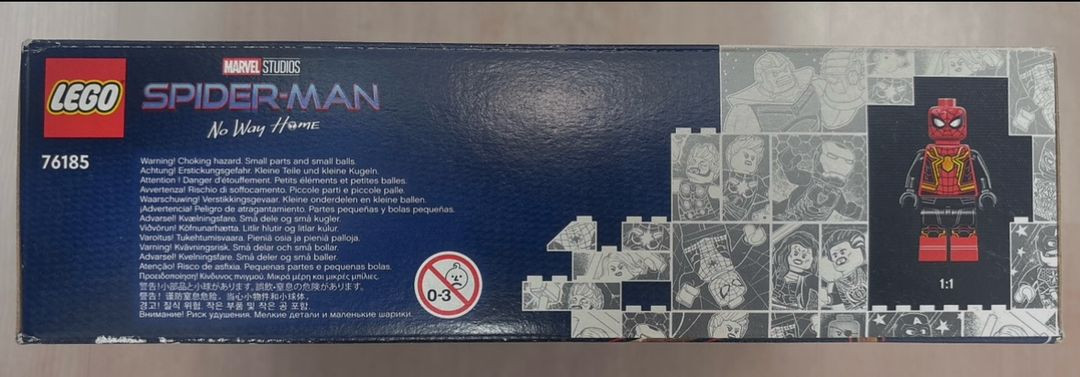 LEGO
MARVEL STUDIOS
SPIDER-MAN
No Way Home
76185
Warning! Choking hazard. Small parts and small balls.
Achtung! Erstickungsgefahr. Kleine Teile und kleine Kugeln.
Attention ! Danger d'étouffement. Petits éléments et petites balles.
Avvertenza! Rischio di soffocamento. Piccole parti e piccole palle.
Waarschuwing! Verstikkingsgevaar. Kleine onderdelen en kleine ballen.
¡Advertencia! Peligro de atragantamiento. Partes pequeñas y bolas pequeñas.
Advarsel! Kvælningsfare. Små dele og små kugler.
Viðvörun! Köfnunarhætta. Litlir hlutir og litlar kúlur.
Varoitus! Tukehtumisvaara. Pieniä osia ja pieniä palloja.
Varning! Kvävningsrisk. Små delar och små bollar.
Advarsel! Kvelningsfare. Små deler og små baller.
Atenção! Risco de asfixia. Pequenas partes e pequenas bolas.
Προειδοποίηση! Κίνδυνος πνιγμού. Μικρά μέρη και μικρές μπίλιες.
警告!小部品と小球があります。誤飲・窒息の危険があります。
警告！谨防窒息危险。当心小物件和小球体。
경고! 질식 위험. 작은 부품 및 작은 공 포함
Внимание! Риск удушения. Мелкие детали и маленькие шарики.
0-3
1:1